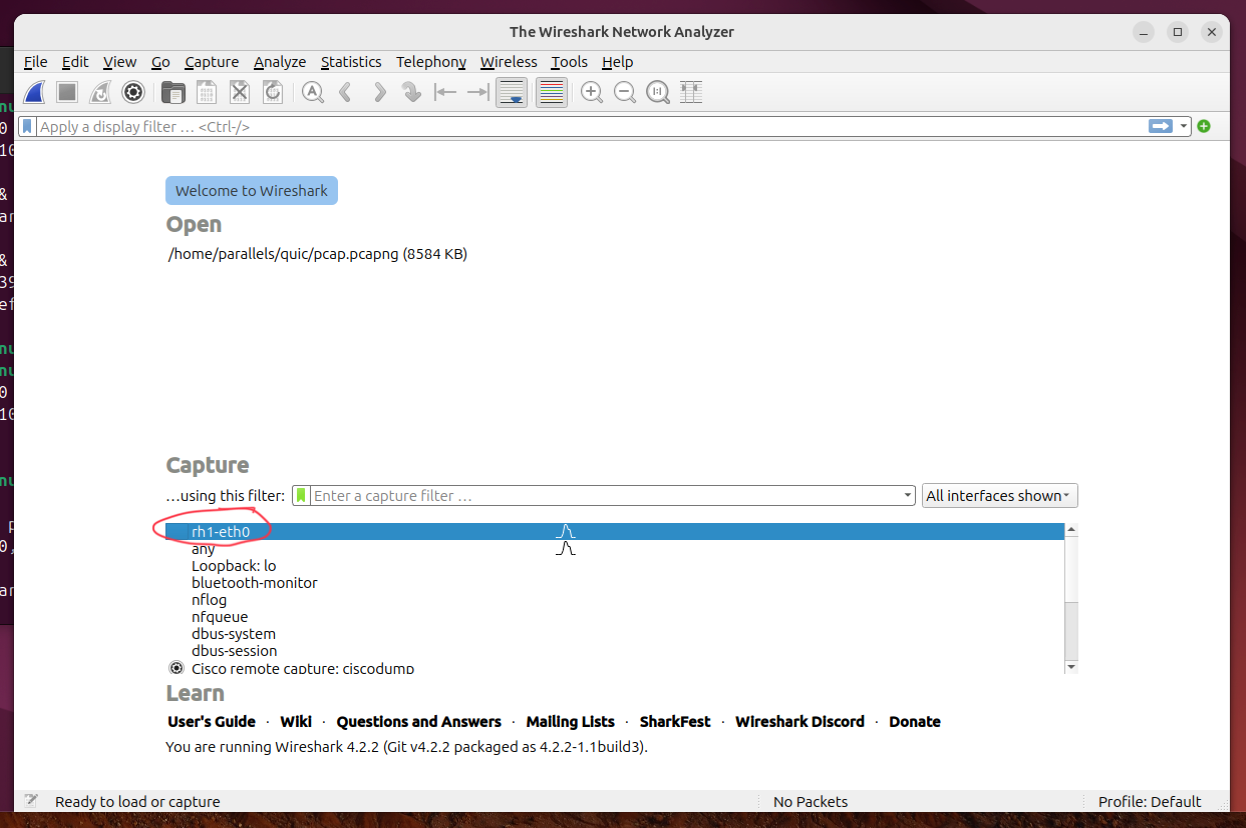 The Wireshark Network Analyzer
File Edit View Go Capture Analyze Statistics Telephony Wireless Tools Help
Apply a display filter … <Ctrl-/>
Welcome to Wireshark
Open
/home/parallels/quic/pcap.pcapng (8584 KB)
Capture
…using this filter: Enter a capture filter … All interfaces shown
rh1-eth0
any
Loopback: lo
bluetooth-monitor
nflog
nfqueue
dbus-system
dbus-session
Cisco remote capture: ciscodump
Learn
User's Guide · Wiki · Questions and Answers · Mailing Lists · SharkFest · Wireshark Discord · Donate
You are running Wireshark 4.2.2 (Git v4.2.2 packaged as 4.2.2-1.1build3).
Ready to load or capture No Packets Profile: Default